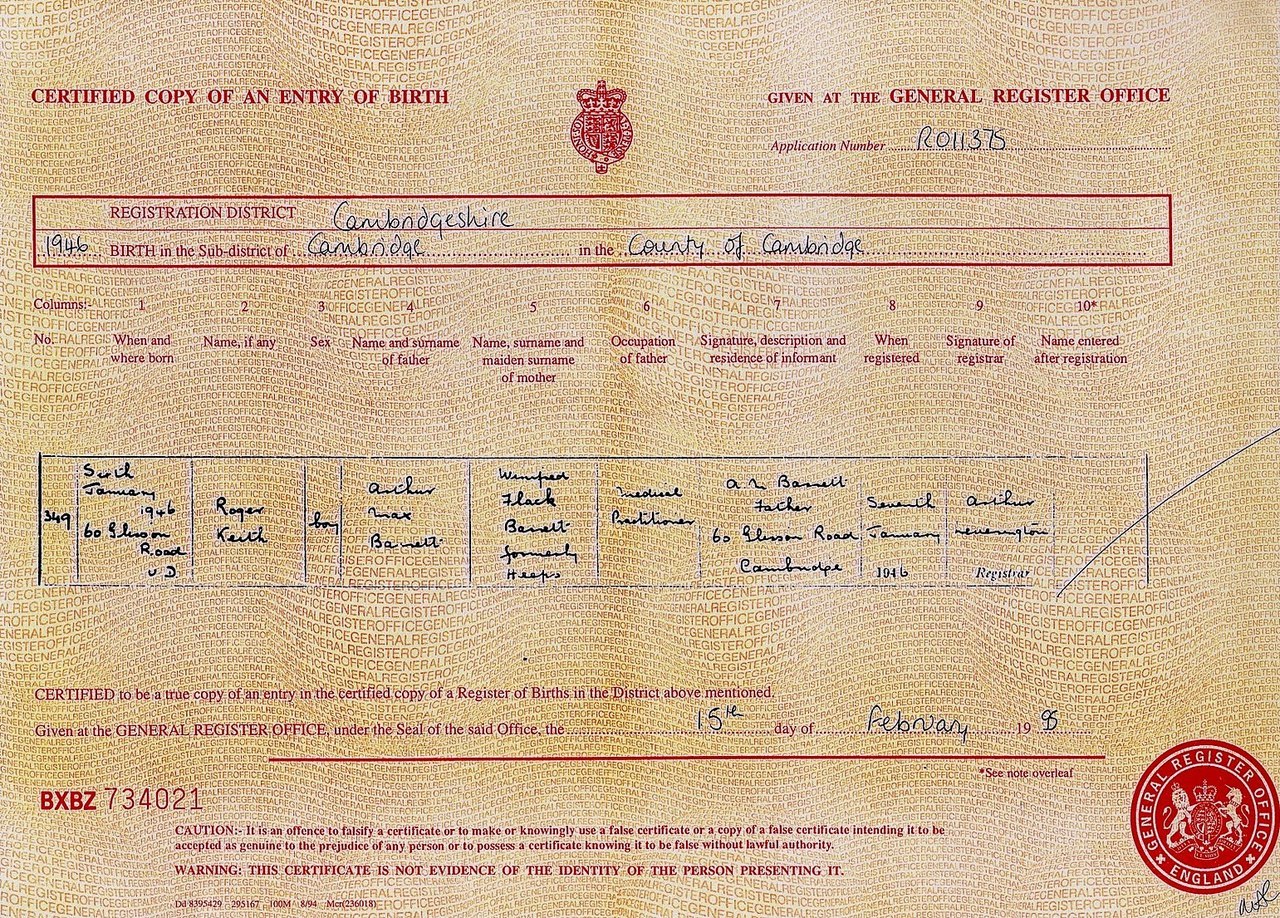 CERTIFIED COPY OF AN ENTRY OF BIRTH
GIVEN AT THE GENERAL REGISTER OFFICE
Application Number R011375
REGISTRATION DISTRICT Cambridgeshire
1946 BIRTH in the Sub-district of Cambridge in the County of Cambridge
Columns:- 1 2 3 4 5 6 7 8 9 10*
No. When and where born
Name, if any
Sex
Name and surname of father
Name, surname and maiden surname of mother
Occupation of father
Signature, description and residence of informant
When registered
Signature of registrar
Name entered after registration
349
Sixth
January
1946
60 Glisson
Road
U D
Roger
Keith
boy
Arthur
Max
Barrett
Winifred
Flack
Barrett
formerly
Heeps
Medical
Practitioner
A M Barrett
Father
60 Glisson Road
Cambridge
Seventh
January
1946
Arthur
Registrar
CERTIFIED to be a true copy of an entry in the certified copy of a Register of Births in the District above mentioned.
Given at the GENERAL REGISTER OFFICE, under the Seal of the said Office, the 15th day of February 19
*See note overleaf
BXBZ 734021
CAUTION:- It is an offence to falsify a certificate or to make or knowingly use a false certificate or a copy of a false certificate intending it to be
accepted as genuine to the prejudice of any person or to possess a certificate knowing it to be false without lawful authority.
WARNING: THIS CERTIFICATE IS NOT EVIDENCE OF THE IDENTITY OF THE PERSON PRESENTING IT.
Dd 8395429 295167 100M 8/94 Mcr(236018)
GENERAL REGISTER OFFICE
ENGLAND